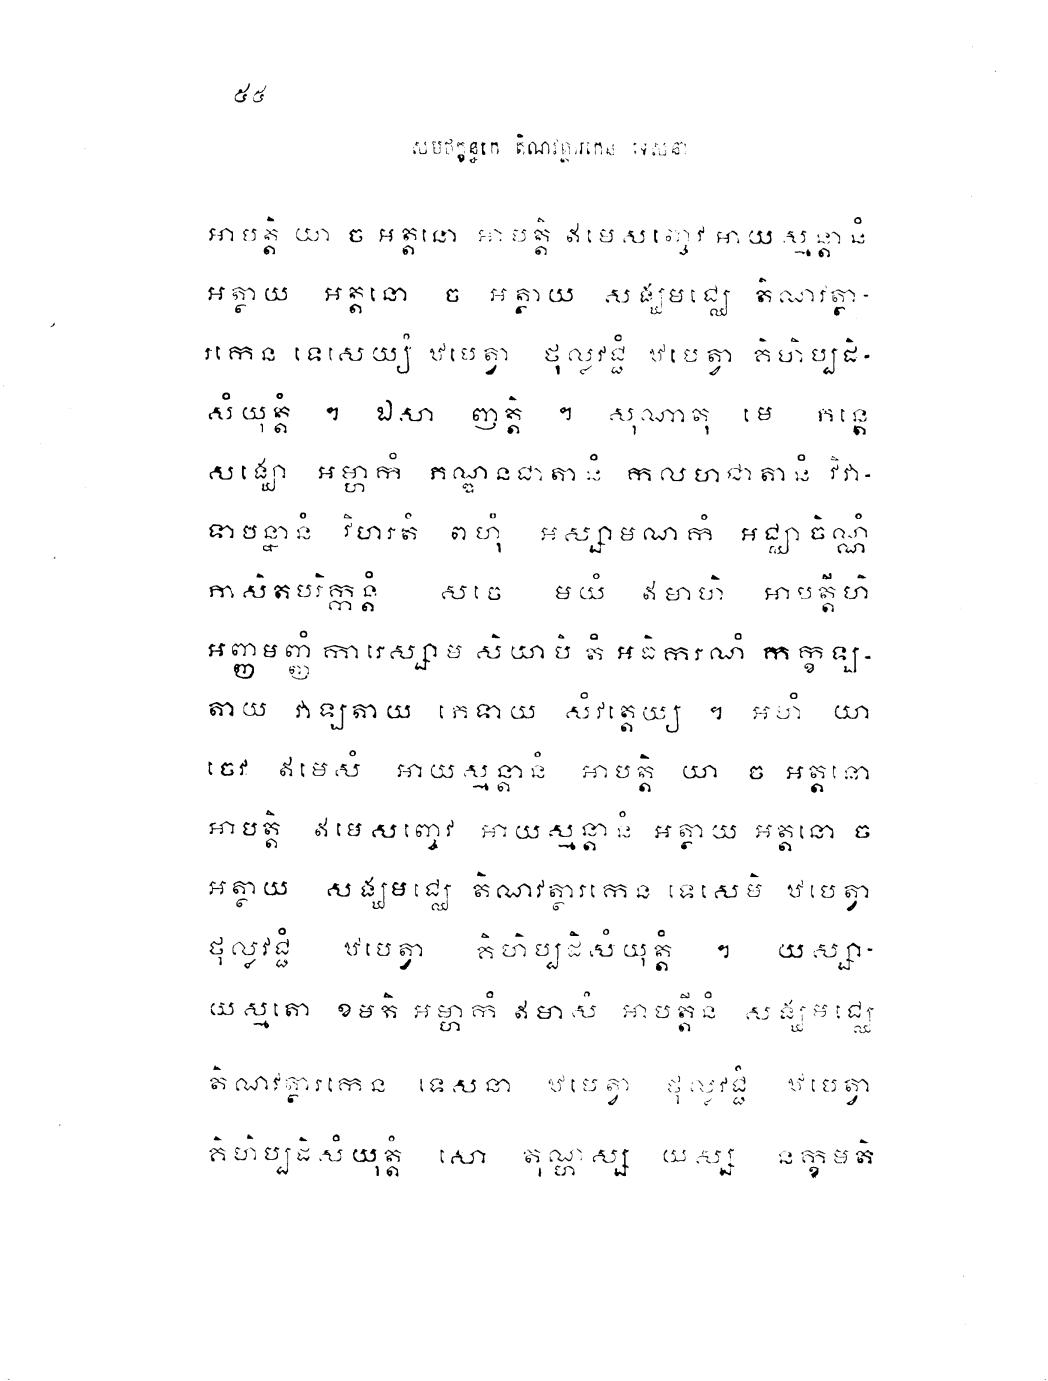 ៥៥
សមថក្ខន្ធកេ តិណវត្ថារកេន ទេសនា
អាបត្តិ យា ច អត្តនោ អាបត្តិ ឥមេសញ្ចេវ អាយស្មន្តានំ
អត្ថាយ អត្តនោ ច អត្ថាយ សង្ឃមជ្ឈេ តិណវត្ថា-
រកេន ទេសេយ្យំ ឋបេត្វា ថុល្លវជ្ជំ ឋបេត្វា គិហិប្បដិ-
សំយុត្តំ ។ ឯសា ញត្តិ ។ សុណាតុ មេ ភន្តេ
សង្ឃោ អម្ហាកំ ភណ្ឌនជាតានំ កលហជាតានំ វិវា-
ទាបន្នានំ វិហរតំ ពហុំ អស្សាមណកំ អជ្ឈាចិណ្ណំ
ភាសិតបរិក្កន្តំ សចេ មយំ ឥមាហិ អាបត្តីហិ
អញ្ញមញ្ញំ ការេស្សាម សិយាបិ តំ អធិករណំ កក្ខឡ-
តាយ វាឡតាយ ភេទាយ សំវត្តេយ្យ ។ អហំ យា
ចេវ ឥមេសំ អាយស្មន្តានំ អាបត្តិ យា ច អត្តនោ
អាបត្តិ ឥមេសញ្ចេវ អាយស្មន្តានំ អត្ថាយ អត្តនោ ច
អត្ថាយ សង្ឃមជ្ឈេ តិណវត្ថារកេន ទេសេមិ ឋបេត្វា
ថុល្លវជ្ជំ ឋបេត្វា គិហិប្បដិសំយុត្តំ ។ យស្សា-
យស្មតោ ខមតិ អម្ហាកំ ឥមាសំ អាបត្តីនំ សង្ឃមជ្ឈេ
តិណវត្ថារកេន ទេសនា ឋបេត្វា ថុល្លវជ្ជំ ឋបេត្វា
គិហិប្បដិសំយុត្តំ សោ តុណ្ហស្ស យស្ស នក្ខមតិ